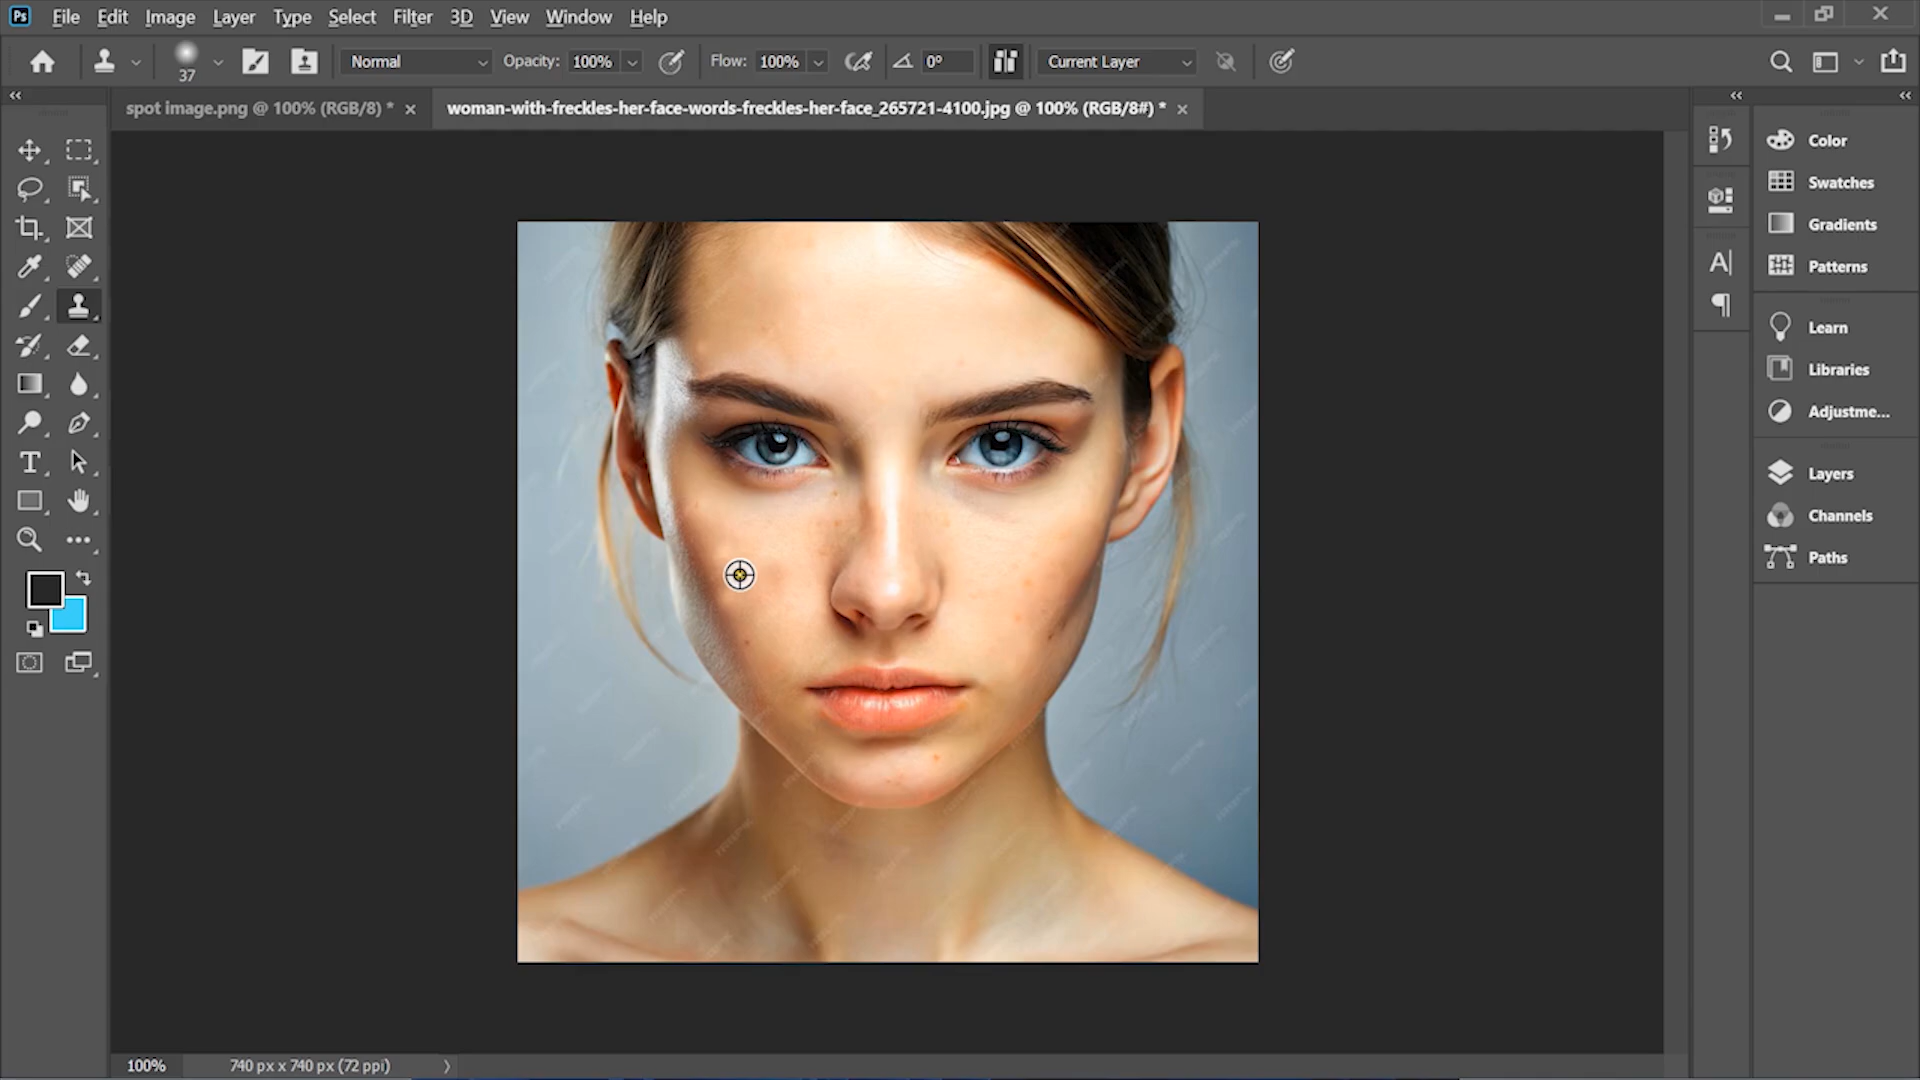 Ps File Edit Image Layer Type Select Filter 3D View Window Help
37 Normal Opacity: 100% Flow: 100% 0° Current Layer
spot image.png @ 100% (RGB/8) * × woman-with-freckles-her-face-words-freckles-her-face_265721-4100.jpg @ 100% (RGB/8#) * ×
Color
Swatches
Gradients
Patterns
Learn
Libraries
Adjustme...
Layers
Channels
Paths
100% 740 px x 740 px (72 ppi)